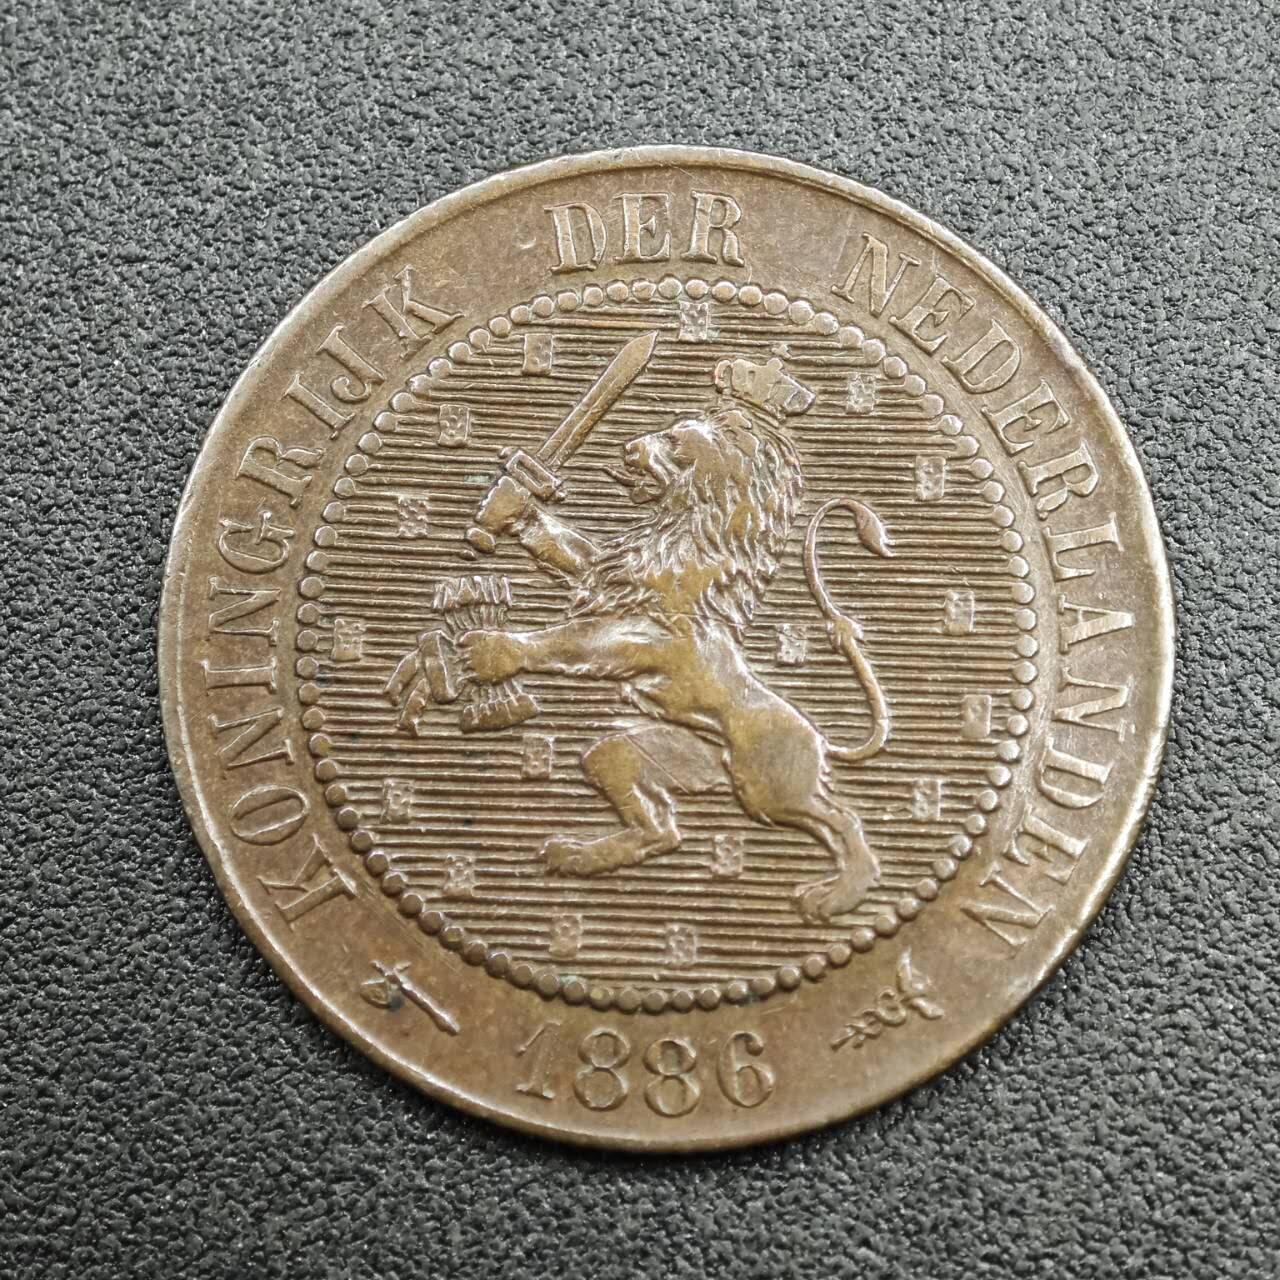 KONINGRIJK DER NEDERLANDEN
1886